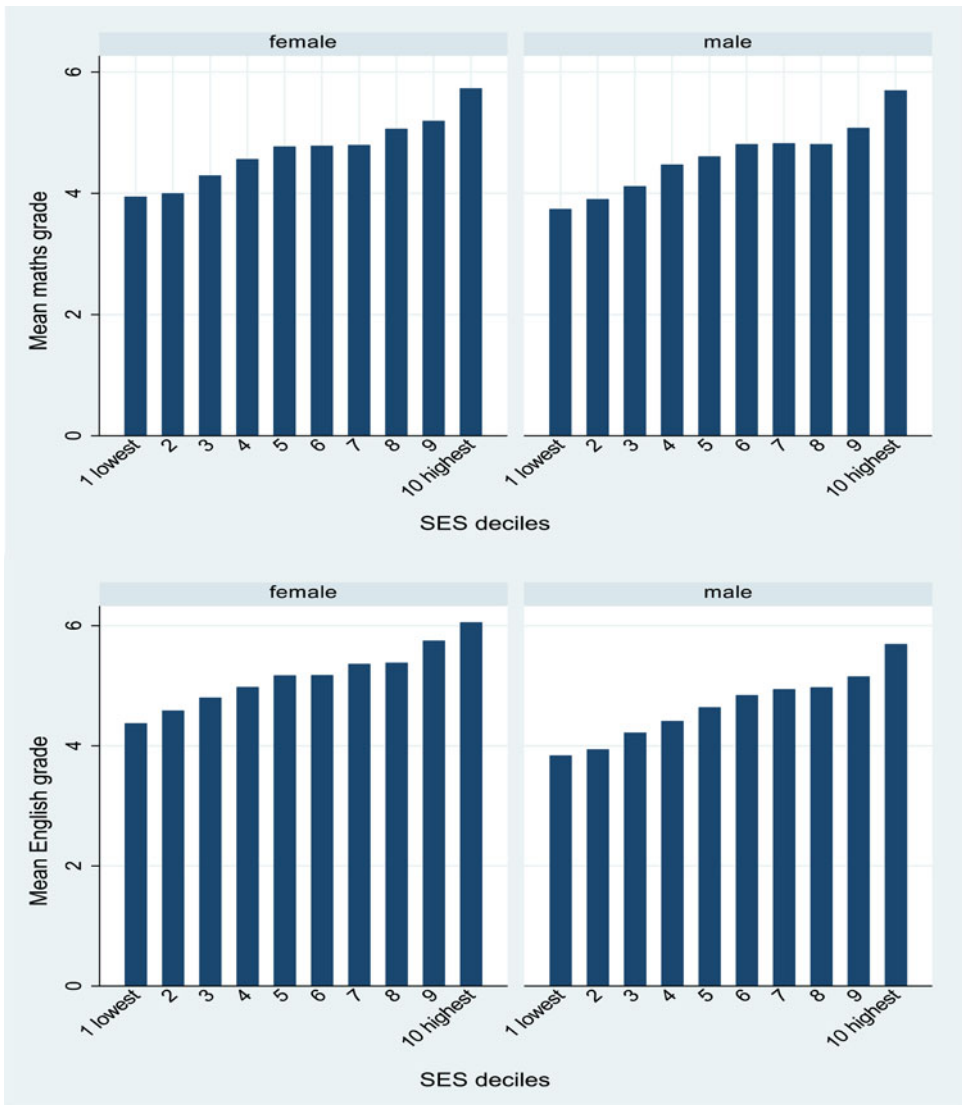 female male
Mean maths grade
6
4
2
0
1 lowest 2 3 4 5 6 7 8 9 10 highest 1 lowest 2 3 4 5 6 7 8 9 10 highest
SES deciles
female male
Mean English grade
6
4
2
0
1 lowest 2 3 4 5 6 7 8 9 10 highest 1 lowest 2 3 4 5 6 7 8 9 10 highest
SES deciles